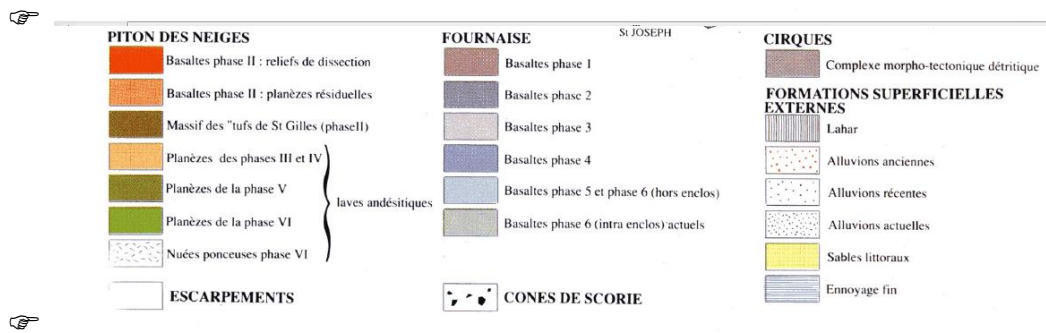 St JOSEPH
PITON DES NEIGES
Basaltes phase II : reliefs de dissection
Basaltes phase II : planèzes résiduelles
Massif des "tufs de St Gilles (phaseII)
Planèzes des phases III et IV
Planèzes de la phase V
Planèzes de la phase VI
Nuées ponceuses phase VI
laves andésitiques
ESCARPEMENTS
FOURNAISE
Basaltes phase 1
Basaltes phase 2
Basaltes phase 3
Basaltes phase 4
Basaltes phase 5 et phase 6 (hors enclos)
Basaltes phase 6 (intra enclos) actuels
CONES DE SCORIE
CIRQUES
Complexe morpho-tectonique détritique
FORMATIONS SUPERFICIELLES
EXTERNES
Lahar
Alluvions anciennes
Alluvions récentes
Alluvions actuelles
Sables littoraux
Ennoyage fin